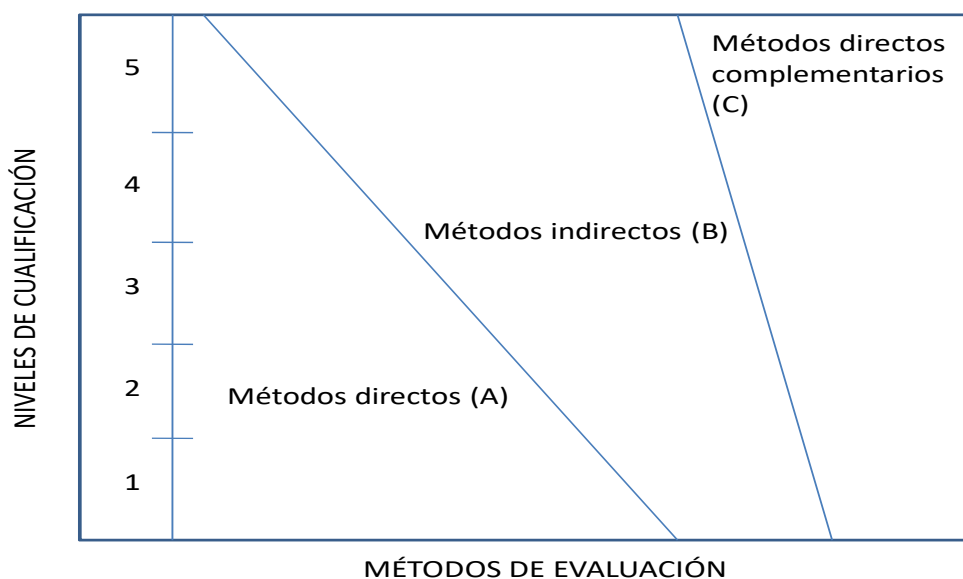 Métodos directos
complementarios
(C)
5
4
Métodos indirectos (B)
3
2
Métodos directos (A)
1
NIVELES DE CUALIFICACIÓN
MÉTODOS DE EVALUACIÓN